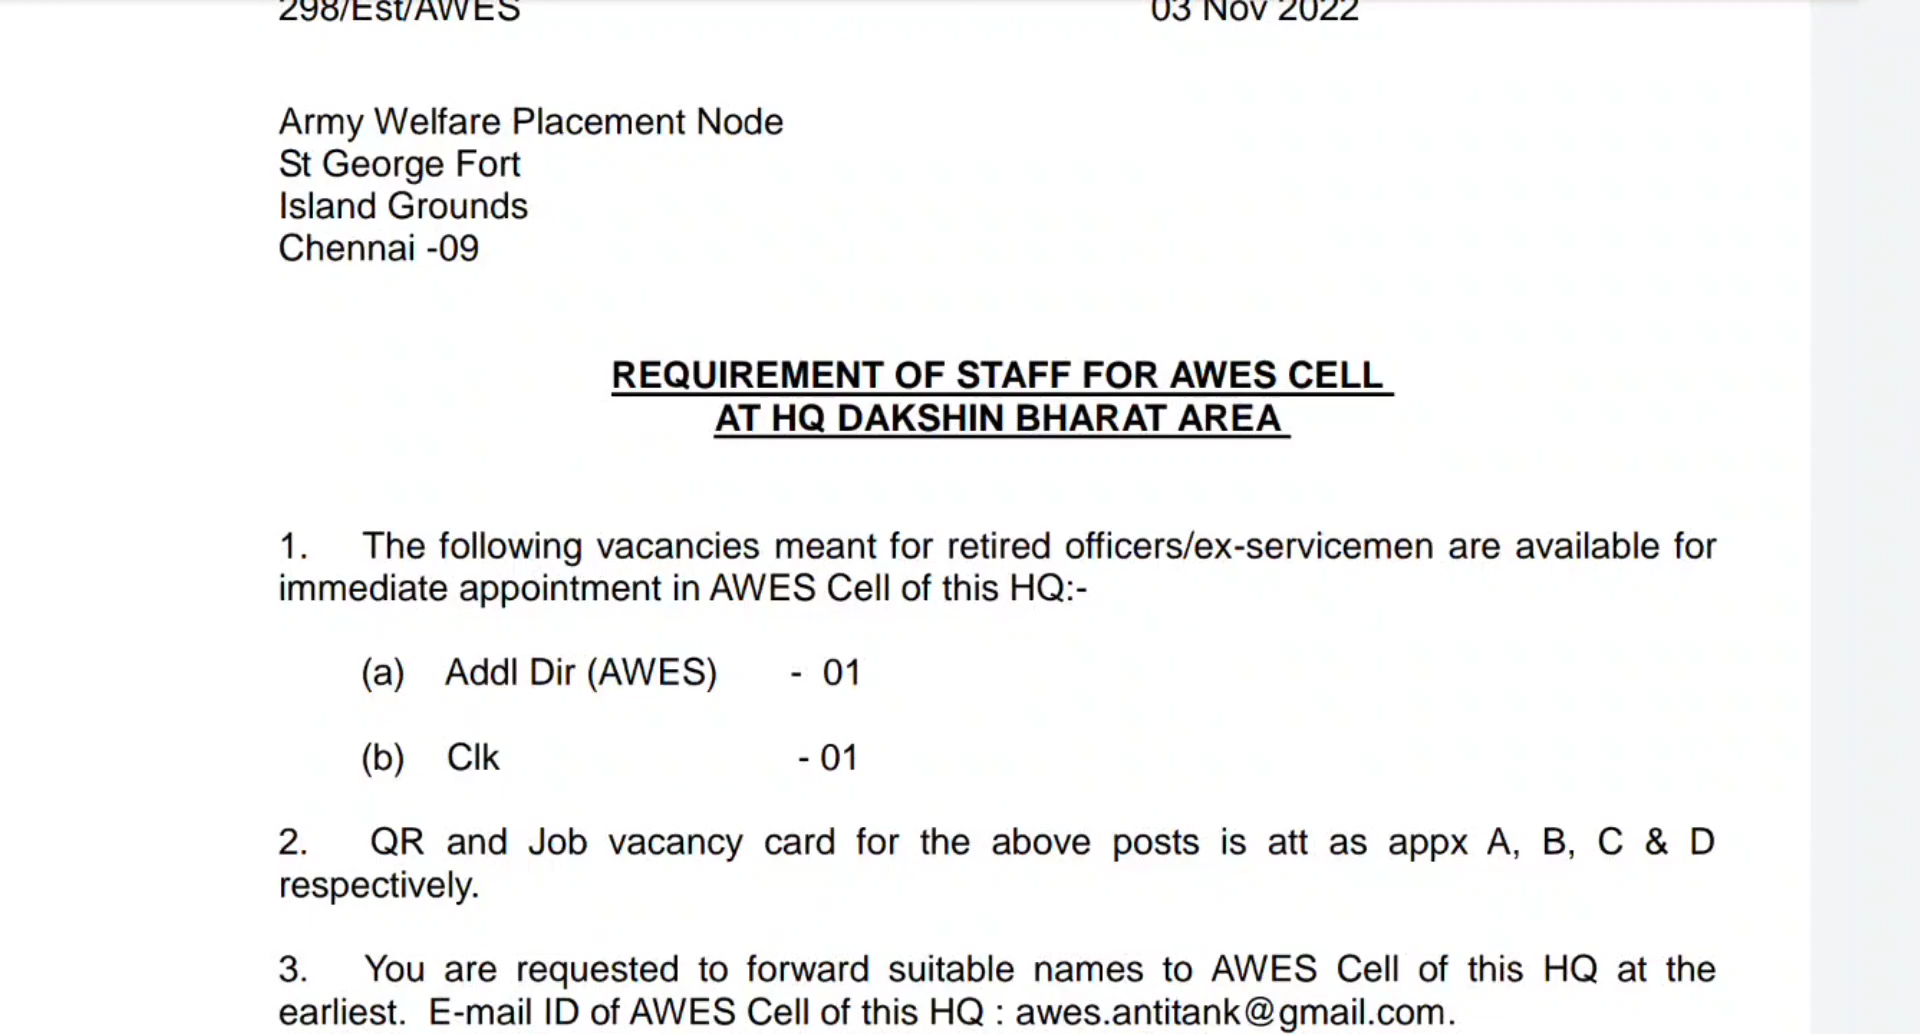 298/Est/AWES 03 Nov 2022
Army Welfare Placement Node
St George Fort
Island Grounds
Chennai -09
REQUIREMENT OF STAFF FOR AWES CELL
AT HQ DAKSHIN BHARAT AREA
1. The following vacancies meant for retired officers/ex-servicemen are available for
immediate appointment in AWES Cell of this HQ:-
(a) Addl Dir (AWES) - 01
(b) Clk - 01
2. QR and Job vacancy card for the above posts is att as appx A, B, C & D
respectively.
3. You are requested to forward suitable names to AWES Cell of this HQ at the
earliest. E-mail ID of AWES Cell of this HQ : awes.antitank@gmail.com.